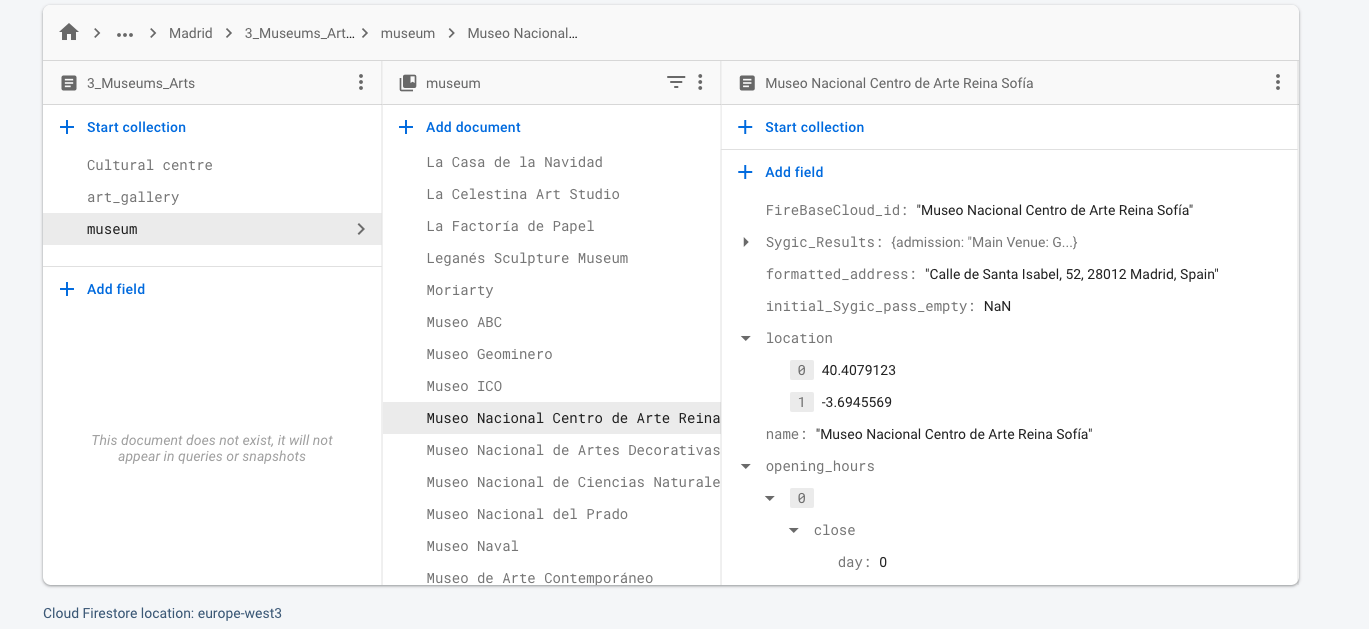 ... Madrid 3_Museums_Art... museum Museo Nacional...
3_Museums_Arts
Start collection
Cultural centre
art_gallery
museum
Add field
This document does not exist, it will not
appear in queries or snapshots
museum
Add document
La Casa de la Navidad
La Celestina Art Studio
La Factoría de Papel
Leganés Sculpture Museum
Moriarty
Museo ABC
Museo Geominero
Museo ICO
Museo Nacional Centro de Arte Reina
Museo Nacional de Artes Decorativas
Museo Nacional de Ciencias Naturale
Museo Nacional del Prado
Museo Naval
Museo de Arte Contemporáneo
Museo Nacional Centro de Arte Reina Sofía
Start collection
Add field
FireBaseCloud_id: "Museo Nacional Centro de Arte Reina Sofía"
Sygic_Results: {admission: "Main Venue: G...}
formatted_address: "Calle de Santa Isabel, 52, 28012 Madrid, Spain"
initial_Sygic_pass_empty: NaN
location
0 40.4079123
1 -3.6945569
name: "Museo Nacional Centro de Arte Reina Sofía"
opening_hours
0
close
day: 0
Cloud Firestore location: europe-west3